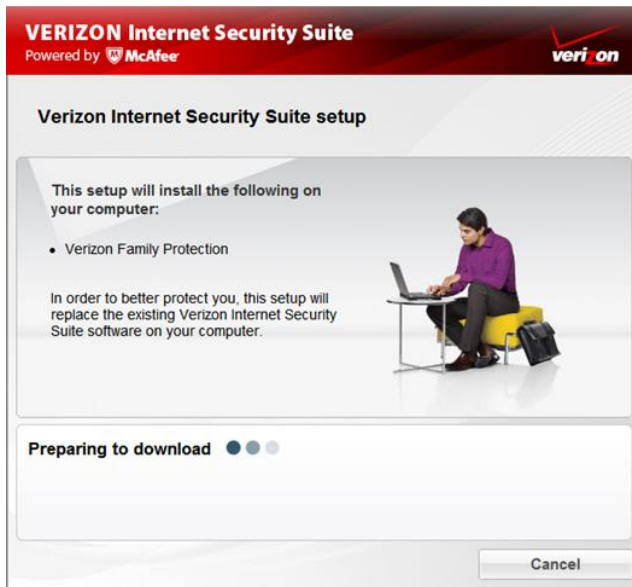 VERIZON Internet Security Suite
Powered by McAfee
verizon
Verizon Internet Security Suite setup
This setup will install the following on
your computer:
• Verizon Family Protection
In order to better protect you, this setup will
replace the existing Verizon Internet Security
Suite software on your computer.
Preparing to download
Cancel